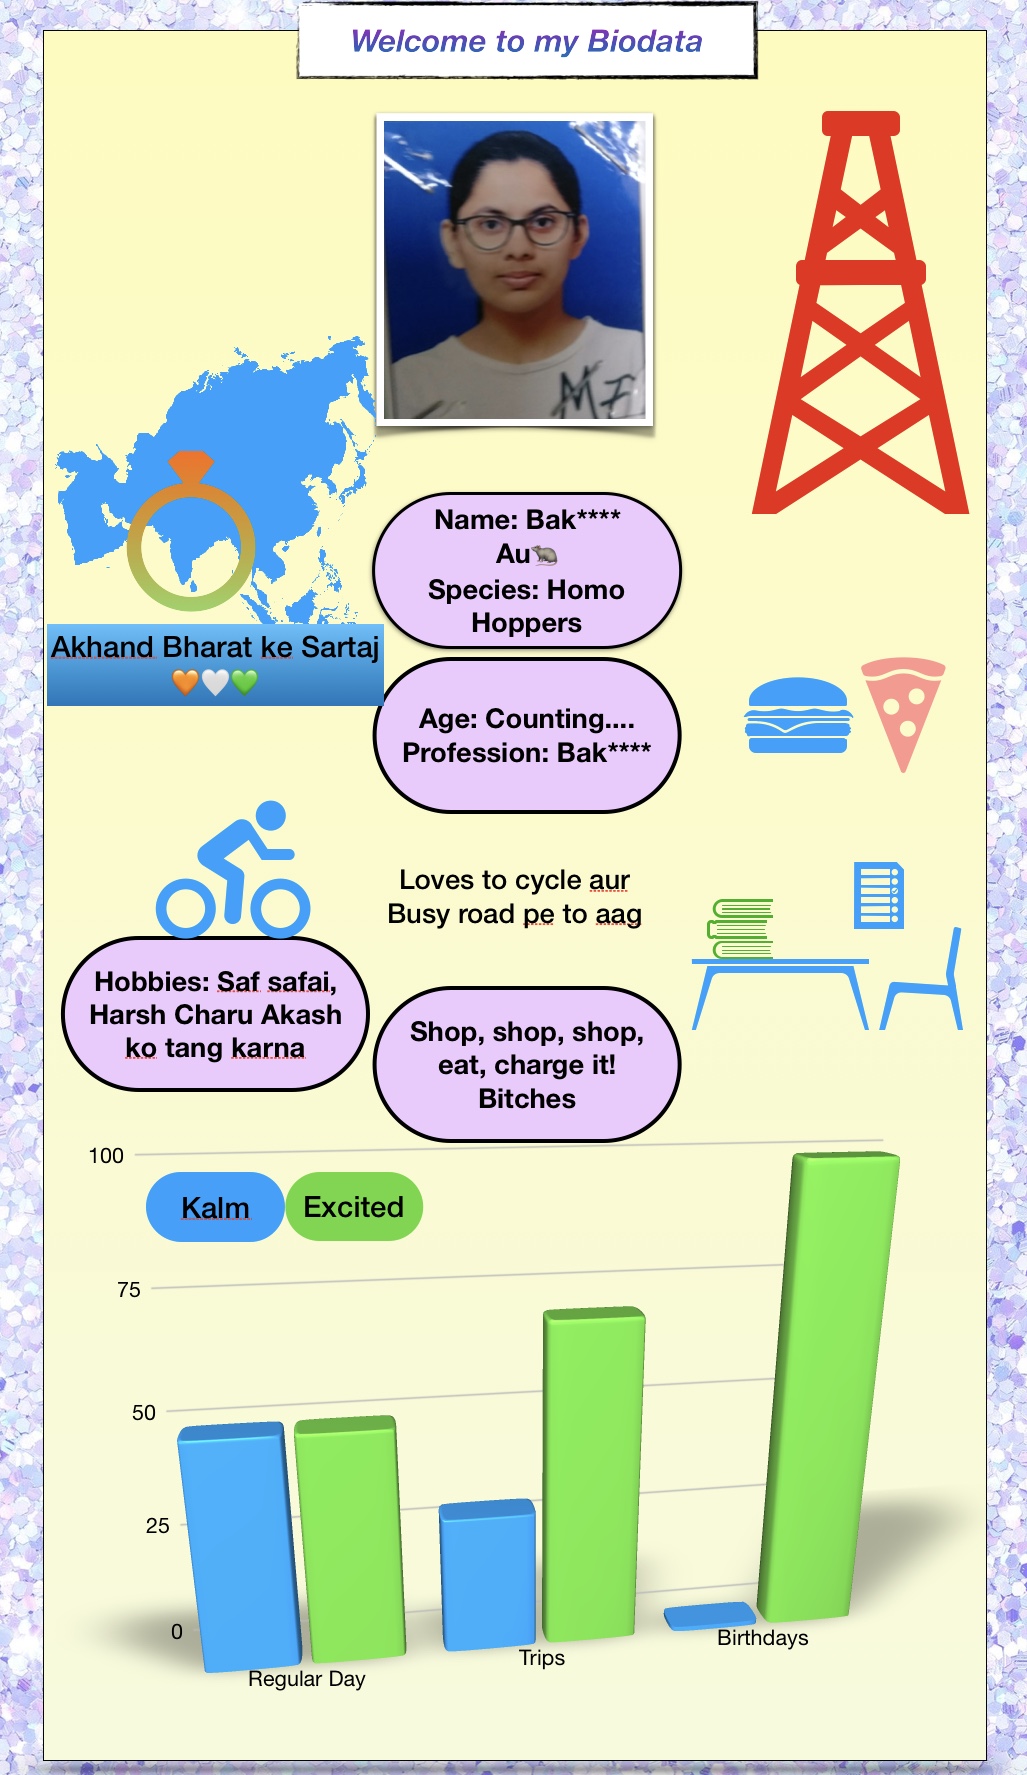 Welcome to my Biodata
Name: Bak****
Au🐀
Species: Homo
Hoppers
Akhand Bharat ke Sartaj
🧡🤍💚
Age: Counting....
Profession: Bak****
Loves to cycle aur
Busy road pe to aag
Hobbies: Saf safai,
Harsh Charu Akash
ko tang karna
Shop, shop, shop,
eat, charge it!
Bitches
100
Kalm
Excited
75
50
25
0
Regular Day
Trips
Birthdays